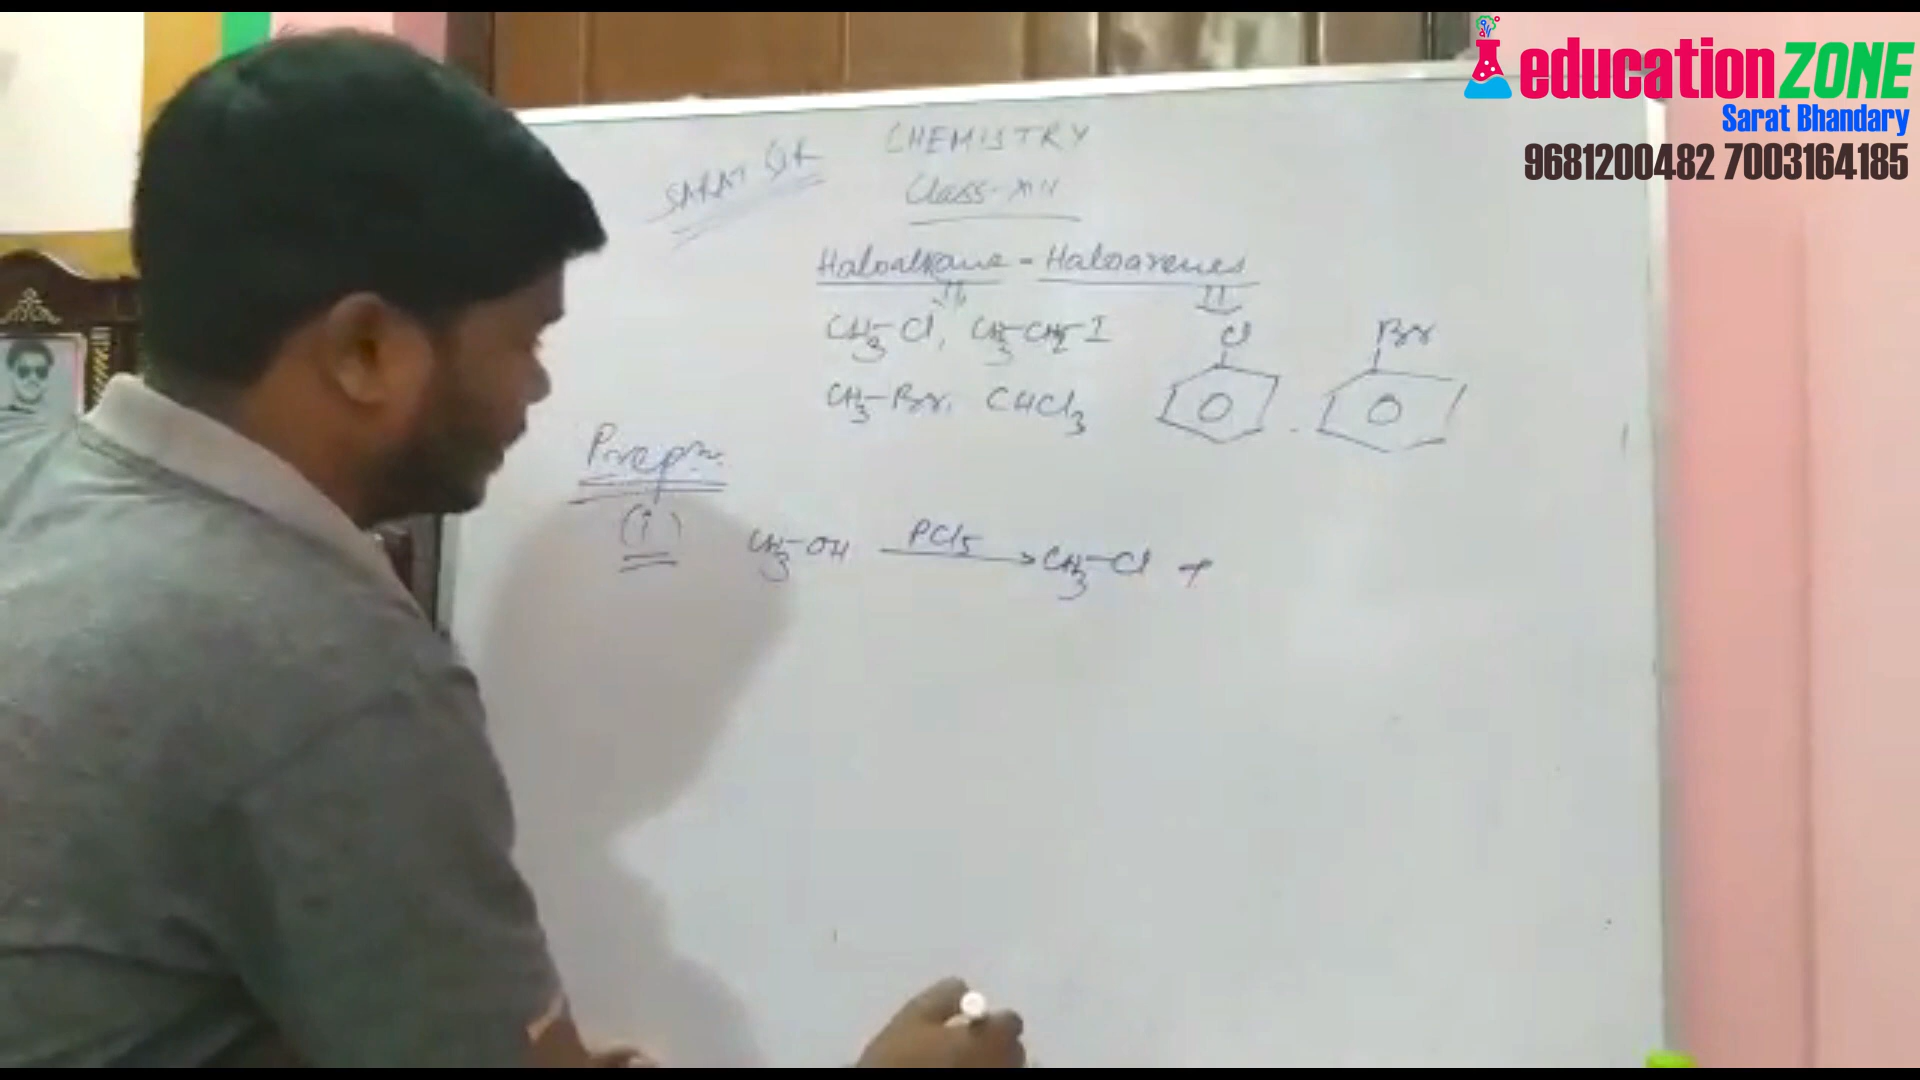 educationZONE
Sarat Bhandary
9681200482 7003164185
CHEMISTRY
SARAT
Class-XII
Haloalkane - Haloarenes
CH3-Cl, CH3-CH2-I
Cl
Br
CH3-Br, CHCl3
Prepn.
(i) CH3-OH PCl5 → CH3-Cl +